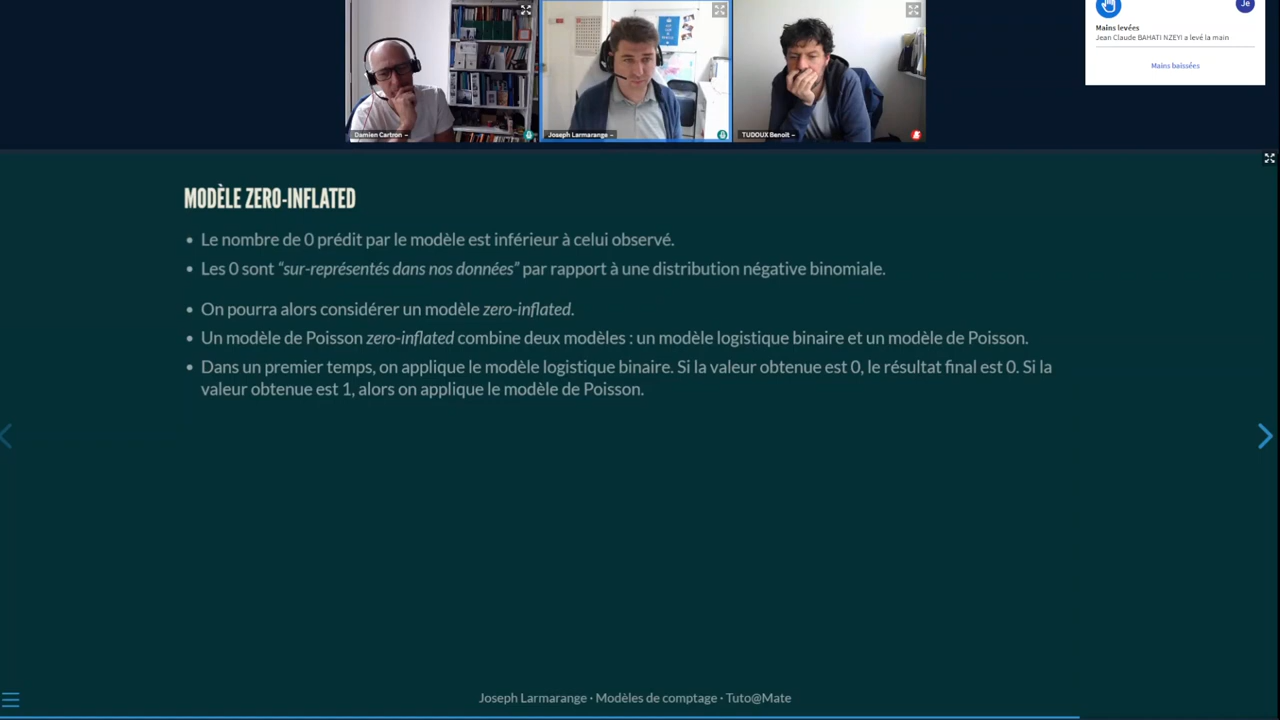 Damien Cartron
Joseph Larmarange
TUDOUX Benoit
Je
Mains levées
Jean Claude BAHATI NZEYI a levé la main
Mains baissées
MODÈLE ZERO-INFLATED
• Le nombre de 0 prédit par le modèle est inférieur à celui observé.
• Les 0 sont “sur-représentés dans nos données” par rapport à une distribution négative binomiale.
• On pourra alors considérer un modèle zero-inflated.
• Un modèle de Poisson zero-inflated combine deux modèles : un modèle logistique binaire et un modèle de Poisson.
• Dans un premier temps, on applique le modèle logistique binaire. Si la valeur obtenue est 0, le résultat final est 0. Si la
valeur obtenue est 1, alors on applique le modèle de Poisson.
Joseph Larmarange · Modèles de comptage · Tuto@Mate